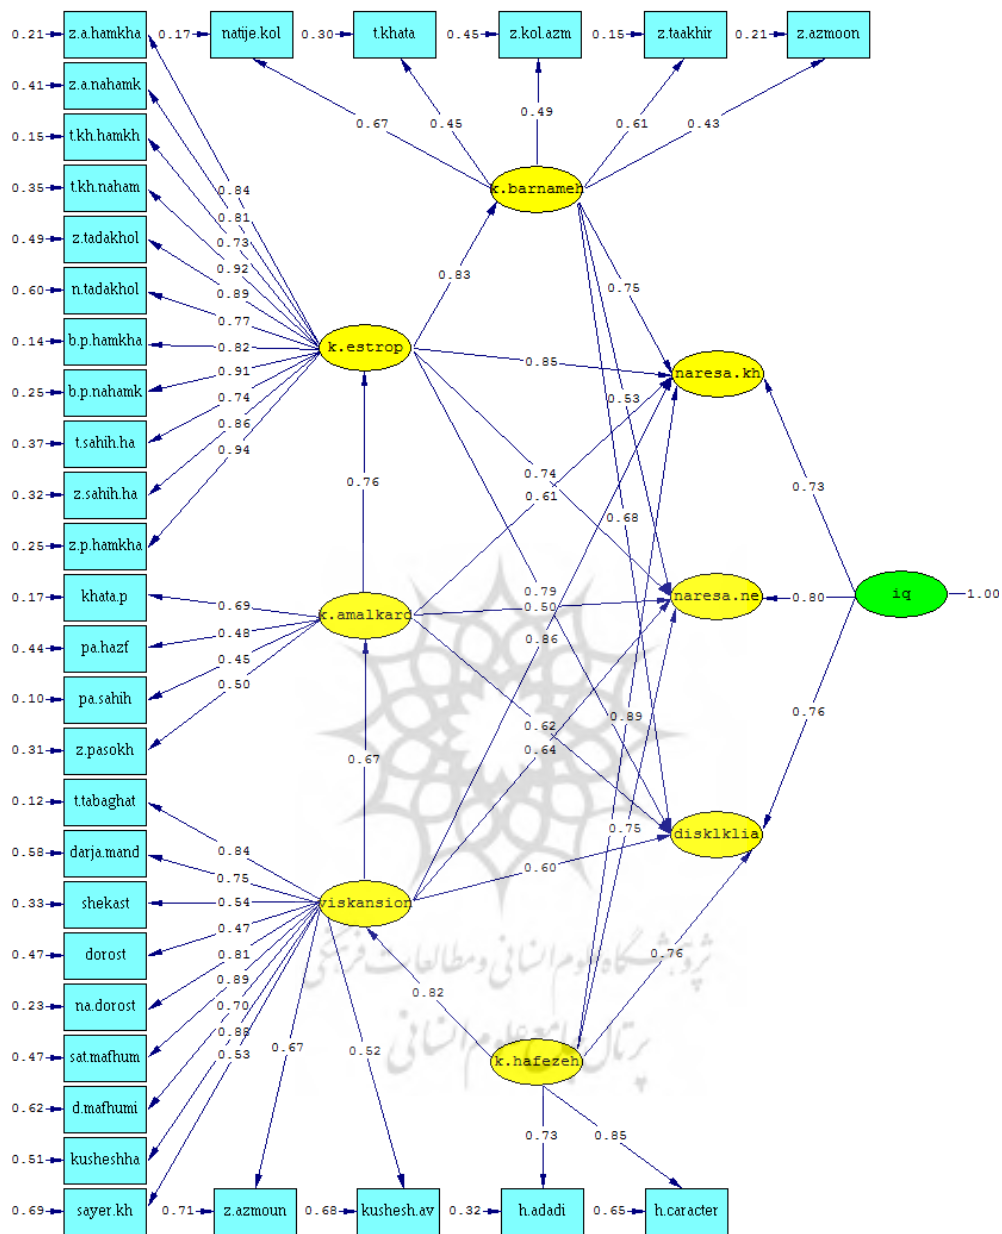 0.21 z.a.hamkha 0.17 natije.kol 0.30 t.khata 0.45 z.kol.azm 0.15 z.taakhir 0.21 z.azmoon
0.41 z.a.nahamk
0.67 0.45 0.49 0.61 0.43
0.15 t.kh.hamkh
0.35 t.kh.naham
k.barnameh
0.84
0.81
0.73
0.49 z.tadakhol
0.92
0.89
0.83
0.75
0.60 n.tadakhol
0.77
0.14 b.p.hamkha
0.82
k.estrop
0.85
naresa.kh
0.25 b.p.nahamk
0.91
0.74
0.53
0.37 t.sahih.ha
0.86
0.94
0.76
0.74
0.61
0.73
0.32 z.sahih.ha
0.68
0.25 z.p.hamkha
0.17 khata.p
0.69
k.amalkard
0.79
0.50
naresa.ne
0.80
iq
1.00
0.44 pa.hazf
0.48
0.45
0.50
0.86
0.10 pa.sahih
0.62
0.89
0.76
0.31 z.pasokh
0.67
0.64
0.12 t.tabaghat
0.84
0.75
0.75
disklklia
0.58 darja.mand
0.54
0.60
0.33 shekast
viskansion
0.47
0.81
0.47 dorost
0.89
0.70
0.88
0.53
پژوهشگاه علوم انسانی و مطالعات فرهنگی
0.76
0.23 na.dorost
0.82
0.47 sat.mafhum
0.67
0.52
پرتال جامع علوم انسانی
k.hafezeh
0.62 d.mafhumi
0.73 0.85
0.51 kusheshha
0.69 sayer.kh 0.71 z.azmoun 0.68 kushesh.av 0.32 h.adadi 0.65 h.caracter